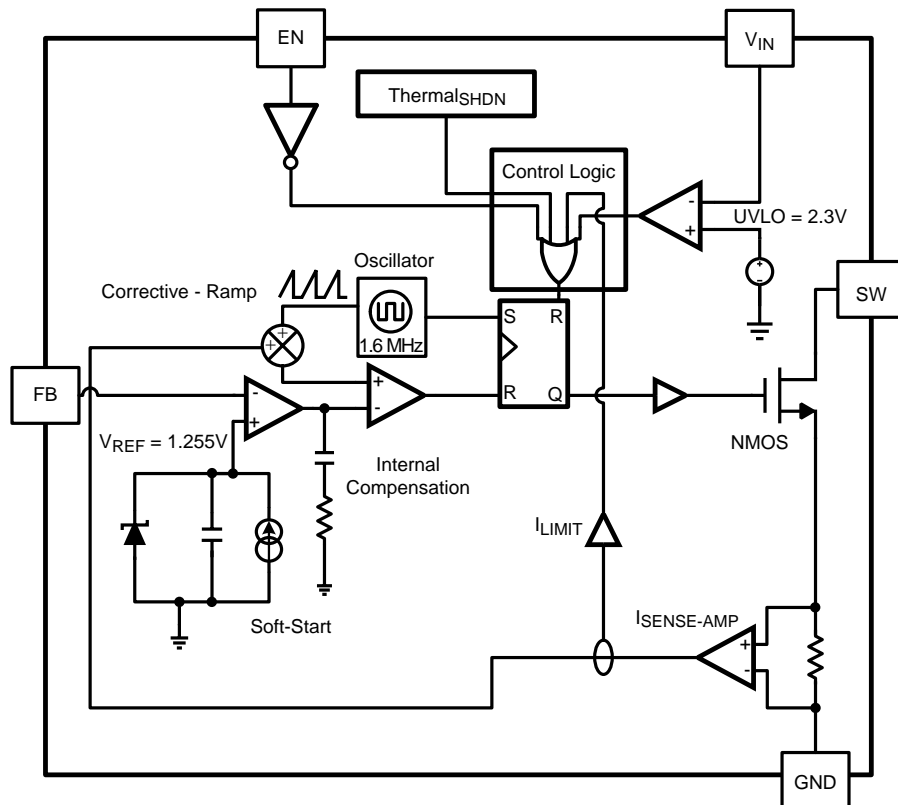 EN
VIN
ThermalSHDN
Control Logic
-
+
UVLO = 2.3V
+
-
Oscillator
Corrective - Ramp
1.6 MHz
SW
+
+
S
R
FB
-
+
+
-
R
Q
VREF = 1.255V
NMOS
Internal
Compensation
ILIMIT
Soft-Start
ISENSE-AMP
+
-
GND